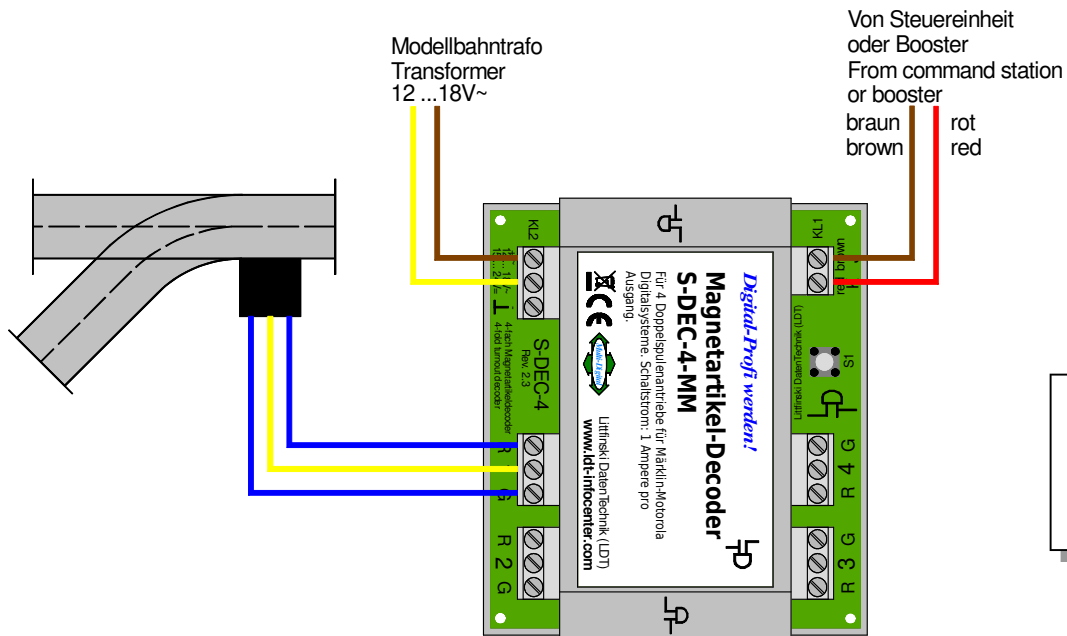 Modellbahntrafo
Transformer
12 ...18V~
Von Steuereinheit
oder Booster
From command station
or booster
braun rot
brown red
KL2
4-fach Magnetartikeldecoder
4-fold turnout decoder
S-DEC-4
Rev. 2.3
R
G
R 2 G
Digital-Profi werden!
Magnetartikel-Decoder
S-DEC-4-MM
Für 4 Doppelspulenantriebe für Märklin-Motorola
Digitalsysteme. Schaltstrom: 1 Ampere pro
Ausgang.
CE
Multi-Digital
Littfinski DatenTechnik (LDT)
www.ldt-infocenter.com
KL1
red brown
S1
Littfinski DatenTechnik (LDT)
R 4 G
R 3 G